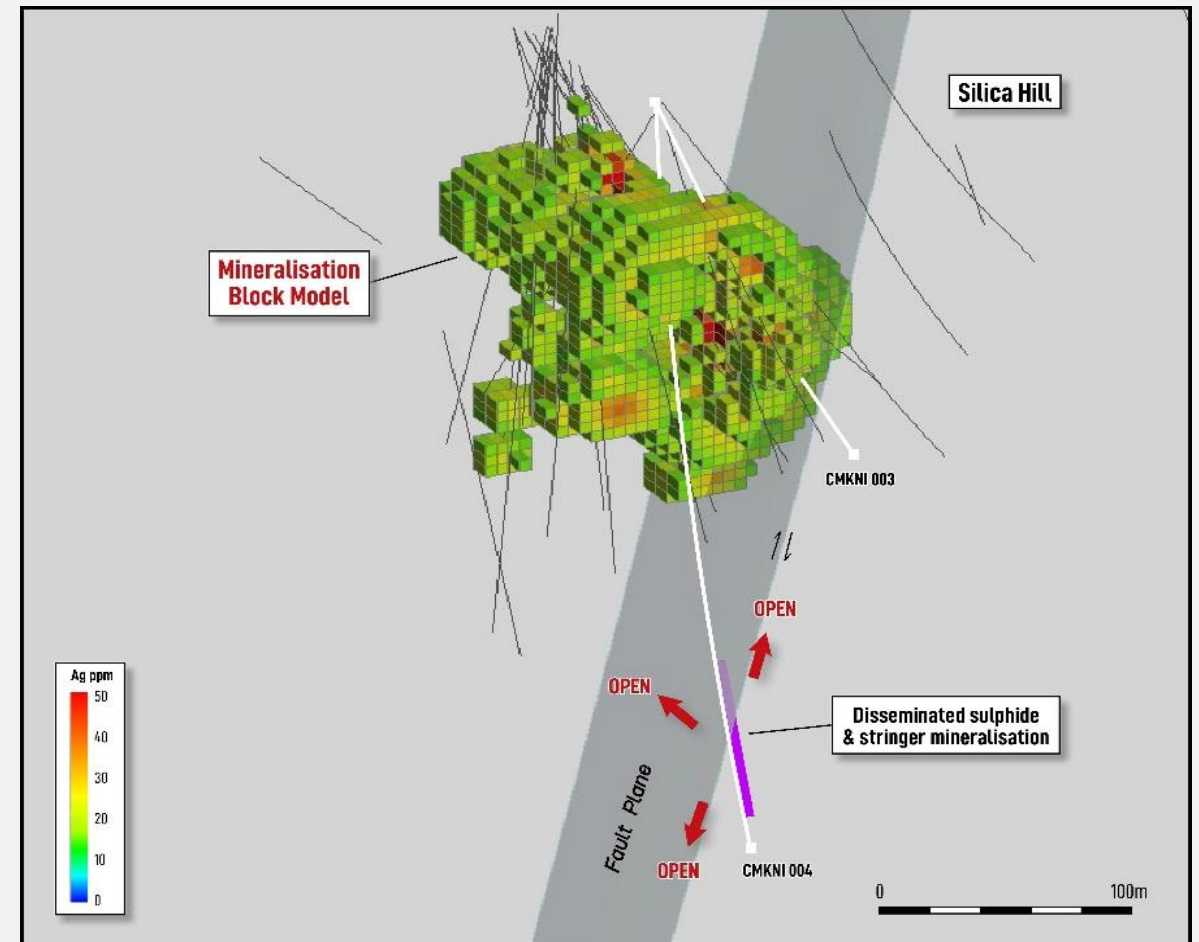 Silica Hill
Mineralisation
Block Model
CMKNI 003
OPEN
OPEN
Disseminated sulphide
& stringer mineralisation
Fault Plane
OPEN
CMKNI 004
Ag ppm
50
40
30
20
10
0
0
100m